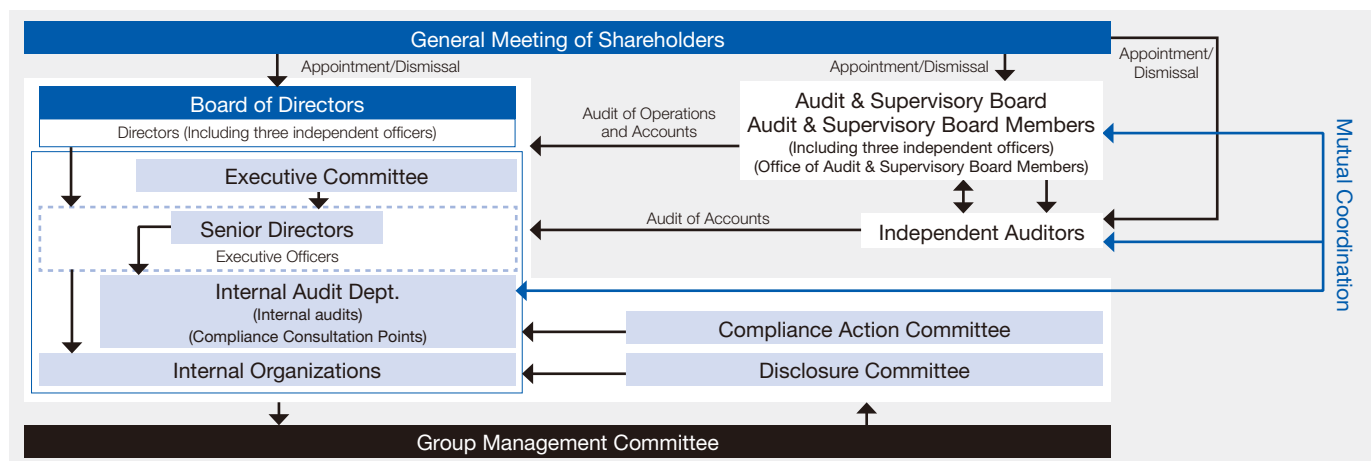 General Meeting of Shareholders
Appointment/Dismissal
Appointment/Dismissal
Appointment/
Dismissal
Board of Directors
Directors (Including three independent officers)
Audit of Operations
and Accounts
Audit & Supervisory Board
Audit & Supervisory Board Members
(Including three independent officers)
(Office of Audit & Supervisory Board Members)
Mutual Coordination
Executive Committee
Senior Directors
Executive Officers
Audit of Accounts
Independent Auditors
Internal Audit Dept.
(Internal audits)
(Compliance Consultation Points)
Compliance Action Committee
Internal Organizations
Disclosure Committee
Group Management Committee